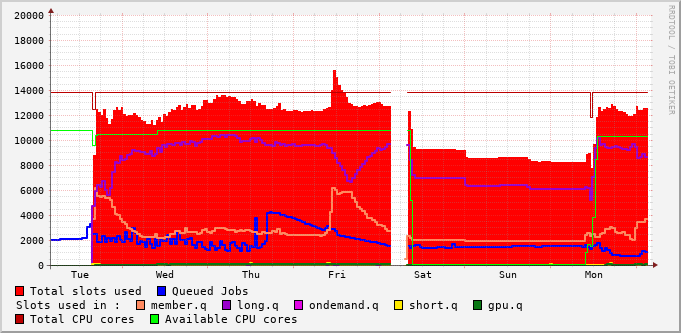 RRDTOOL / TOBI OETIKER
20000
18000
16000
14000
12000
10000
8000
6000
4000
2000
0
Tue Wed Thu Fri Sat Sun Mon
Total slots used Queued Jobs
Slots used in : member.q long.q ondemand.q short.q gpu.q
Total CPU cores Available CPU cores